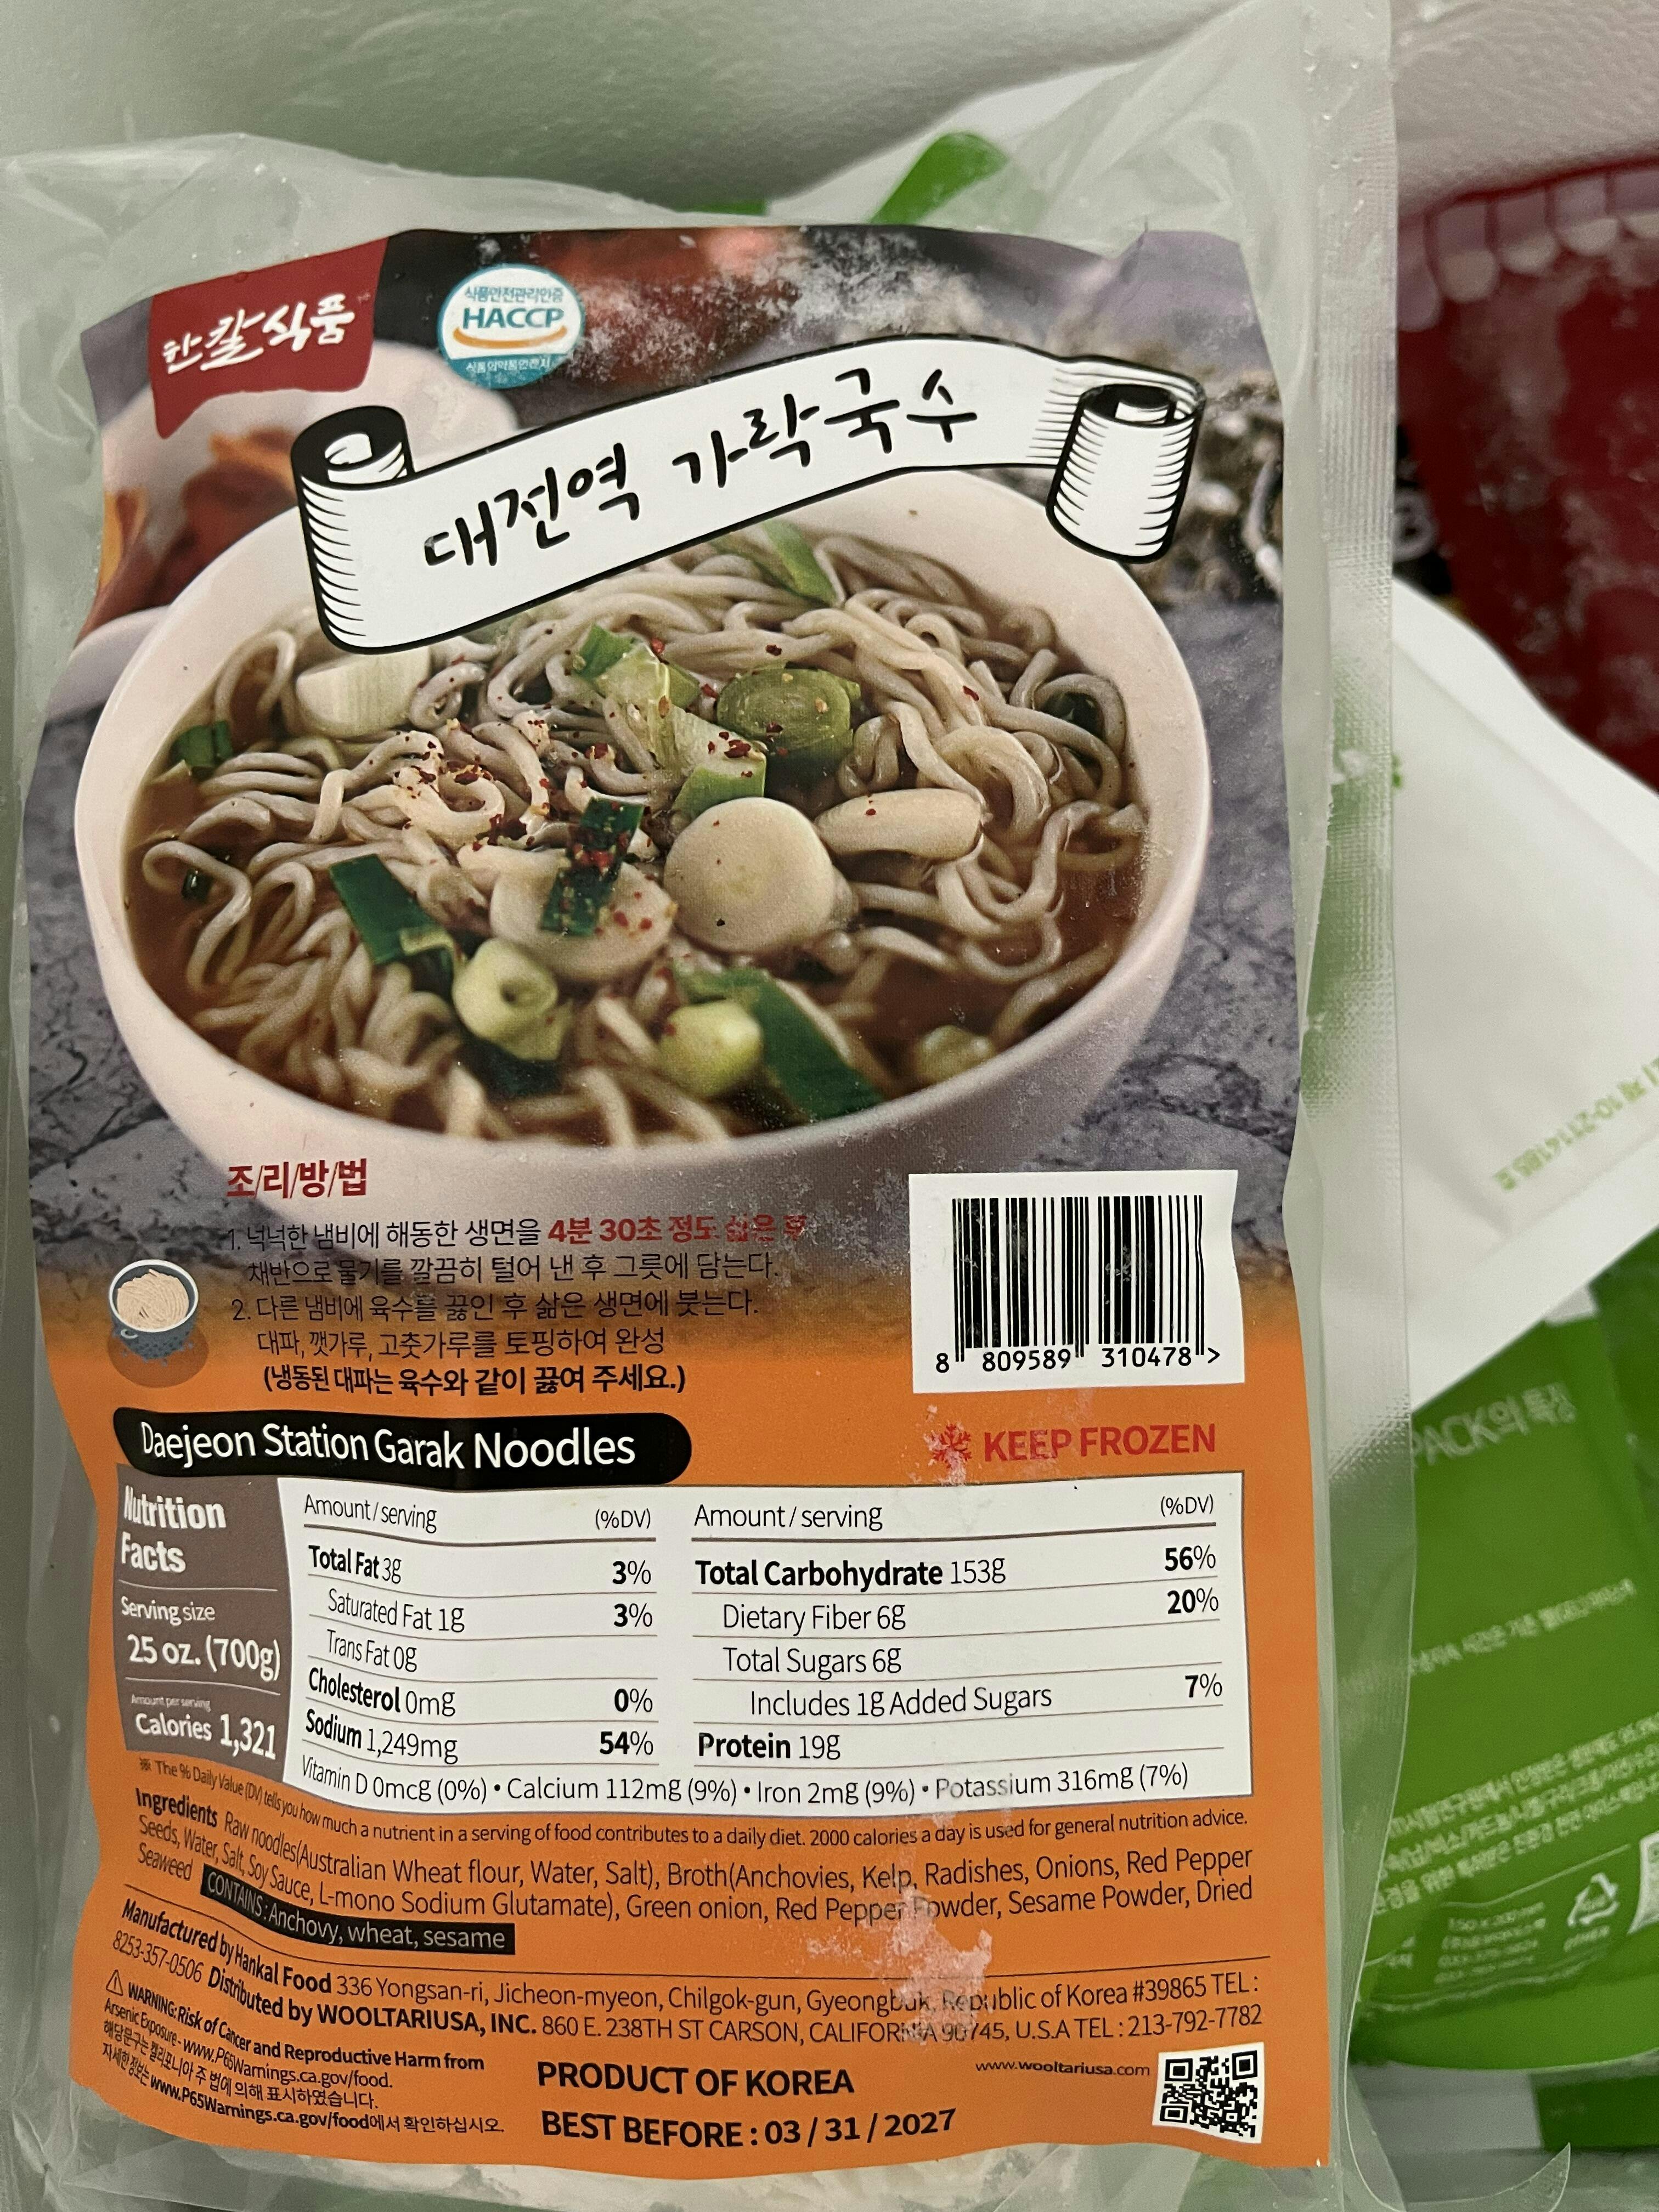 한칼식품
식품안전관리인증
HACCP
식품의약품안전처
대전역 가락국수
조/리/방/법
1. 넉넉한 냄비에 해동한 생면을 4분 30초 정도 삶은 후
채반으로 물기를 깔끔히 털어 낸 후 그릇에 담는다.
2. 다른 냄비에 육수를 끓인 후 삶은 생면에 붓는다.
대파, 깻가루, 고춧가루를 토핑하여 완성
(냉동된 대파는 육수와 같이 끓여 주세요.)
8 809589 310478 >
Daejeon Station Garak Noodles
KEEP FROZEN
Nutrition
Facts
Serving size
25 oz. (700g)
Amount per serving
Calories 1,321
Amount/serving (%DV)
Total Fat 3g 3%
Saturated Fat 1g 3%
Trans Fat 0g
Cholesterol 0mg 0%
Sodium 1,249mg 54%
Amount/serving (%DV)
Total Carbohydrate 153g 56%
Dietary Fiber 6g 20%
Total Sugars 6g
Includes 1g Added Sugars 7%
Protein 19g
Vitamin D 0mcg (0%) • Calcium 112mg (9%) • Iron 2mg (9%) • Potassium 316mg (7%)
※ The % Daily Value (DV) tells you how much a nutrient in a serving of food contributes to a daily diet. 2000 calories a day is used for general nutrition advice.
Ingredients Raw noodles(Australian Wheat flour, Water, Salt), Broth(Anchovies, Kelp, Radishes, Onions, Red Pepper
Seeds, Water, Salt, Soy Sauce, L-mono Sodium Glutamate), Green onion, Red Pepper Powder, Sesame Powder, Dried
Seaweed CONTAINS : Anchovy, wheat, sesame
Manufactured by Hankal Food 336 Yongsan-ri, Jicheon-myeon, Chilgok-gun, Gyeongbuk, Republic of Korea #39865 TEL :
8253-357-0506 Distributed by WOOLTARIUSA, INC. 860 E. 238TH ST CARSON, CALIFORNIA 90745, U.S.A TEL : 213-792-7782
⚠ WARNING: Risk of Cancer and Reproductive Harm from
Arsenic Exposure - www.P65Warnings.ca.gov/food.
해당문구는 캘리포니아 주 법에 의해 표시하였습니다.
자세한 정보는 www.P65Warnings.ca.gov/food에서 확인하십시오.
PRODUCT OF KOREA
BEST BEFORE : 03 / 31 / 2027
www.wooltariusa.com
PACK의 특징
OTHER